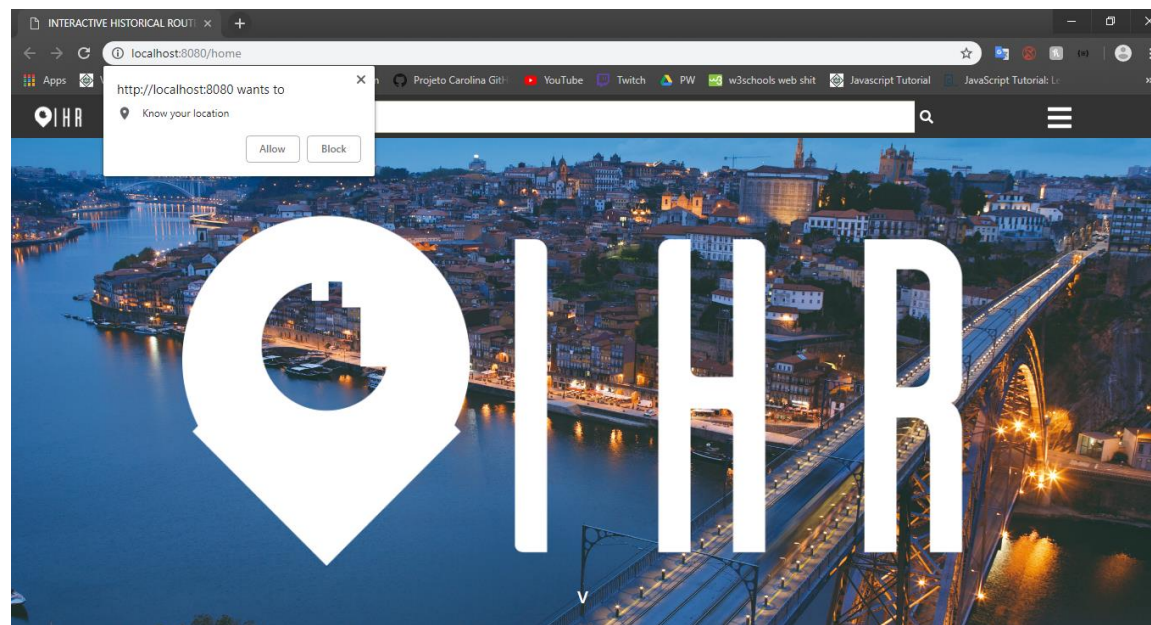 INTERACTIVE HISTORICAL ROUT
localhost:8080/home
Apps
Projeto Carolina GitH
YouTube
Twitch
PW
w3schools web shit
Javascript Tutorial
JavaScript Tutorial: Le
http://localhost:8080 wants to
Know your location
Allow
Block
IHR
IHR
V